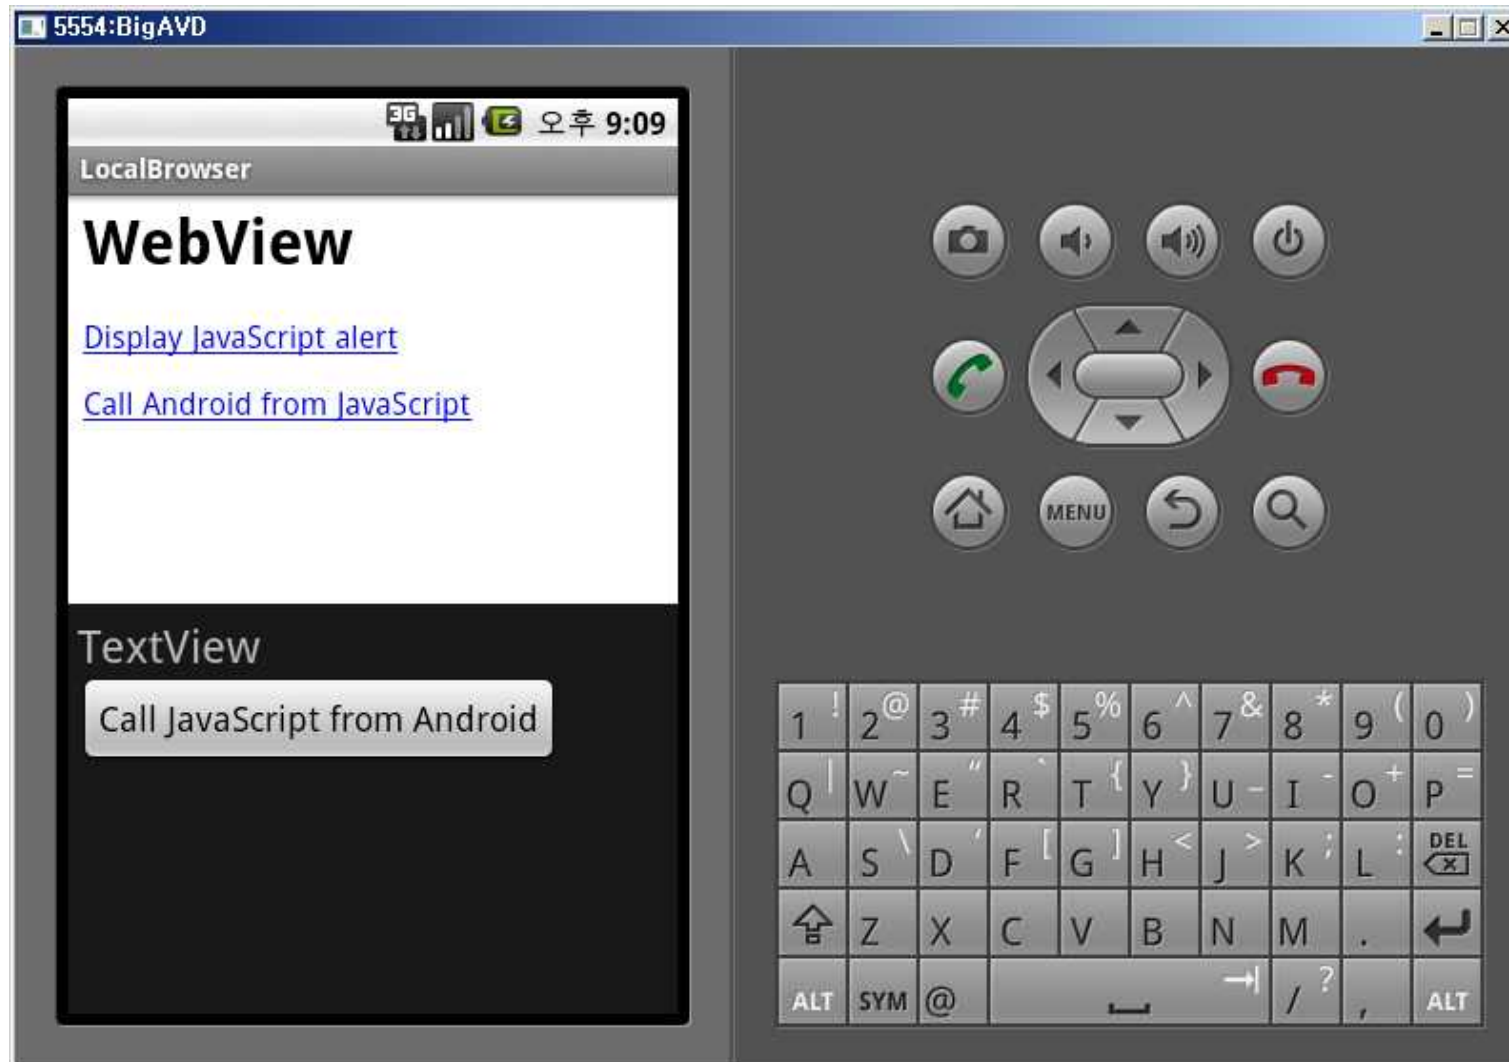 5554:BigAVD
3G 오후 9:09
LocalBrowser
WebView
Display JavaScript alert
Call Android from JavaScript
TextView
Call JavaScript from Android
MENU
1 ! 2 @ 3 # 4 $ 5 % 6 ^ 7 & 8 * 9 ( 0 )
Q | W ~ E " R ` T { Y } U _ I - O + P =
A S \ D ' F [ G ] H < J > K ; L : DEL
Z X C V B N M .
ALT SYM @ / ? , ALT